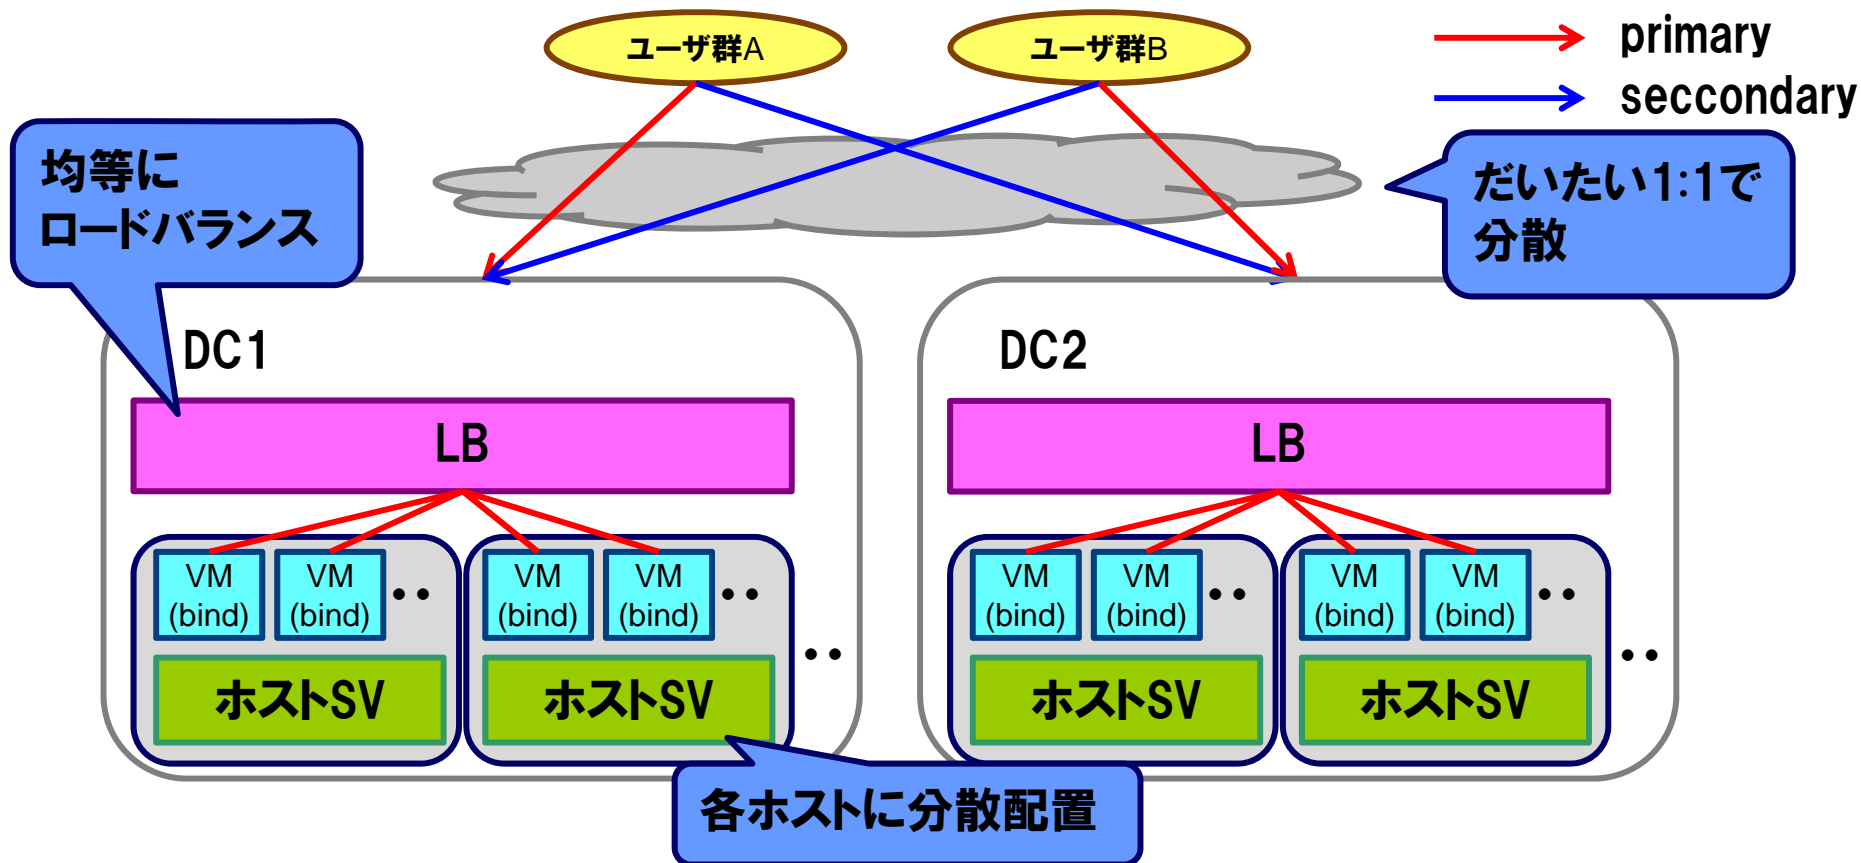 ユーザ群A
ユーザ群B
primary
seccondary
均等に
ロードバランス
だいたい1:1で
分散
DC1
DC2
LB
LB
VM
(bind)
VM
(bind)
••
VM
(bind)
VM
(bind)
••
VM
(bind)
VM
(bind)
••
VM
(bind)
VM
(bind)
••
••
••
ホストSV
ホストSV
ホストSV
ホストSV
各ホストに分散配置